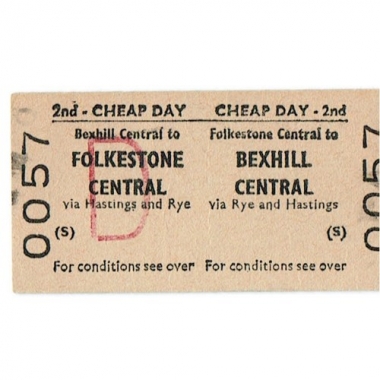 2nd - CHEAP DAY CHEAP DAY - 2nd
Bexhill Central to
FOLKESTONE
CENTRAL
via Hastings and Rye
(S)
For conditions see over
Folkestone Central to
BEXHILL
CENTRAL
via Rye and Hastings
(S)
For conditions see over
D
0057
0057